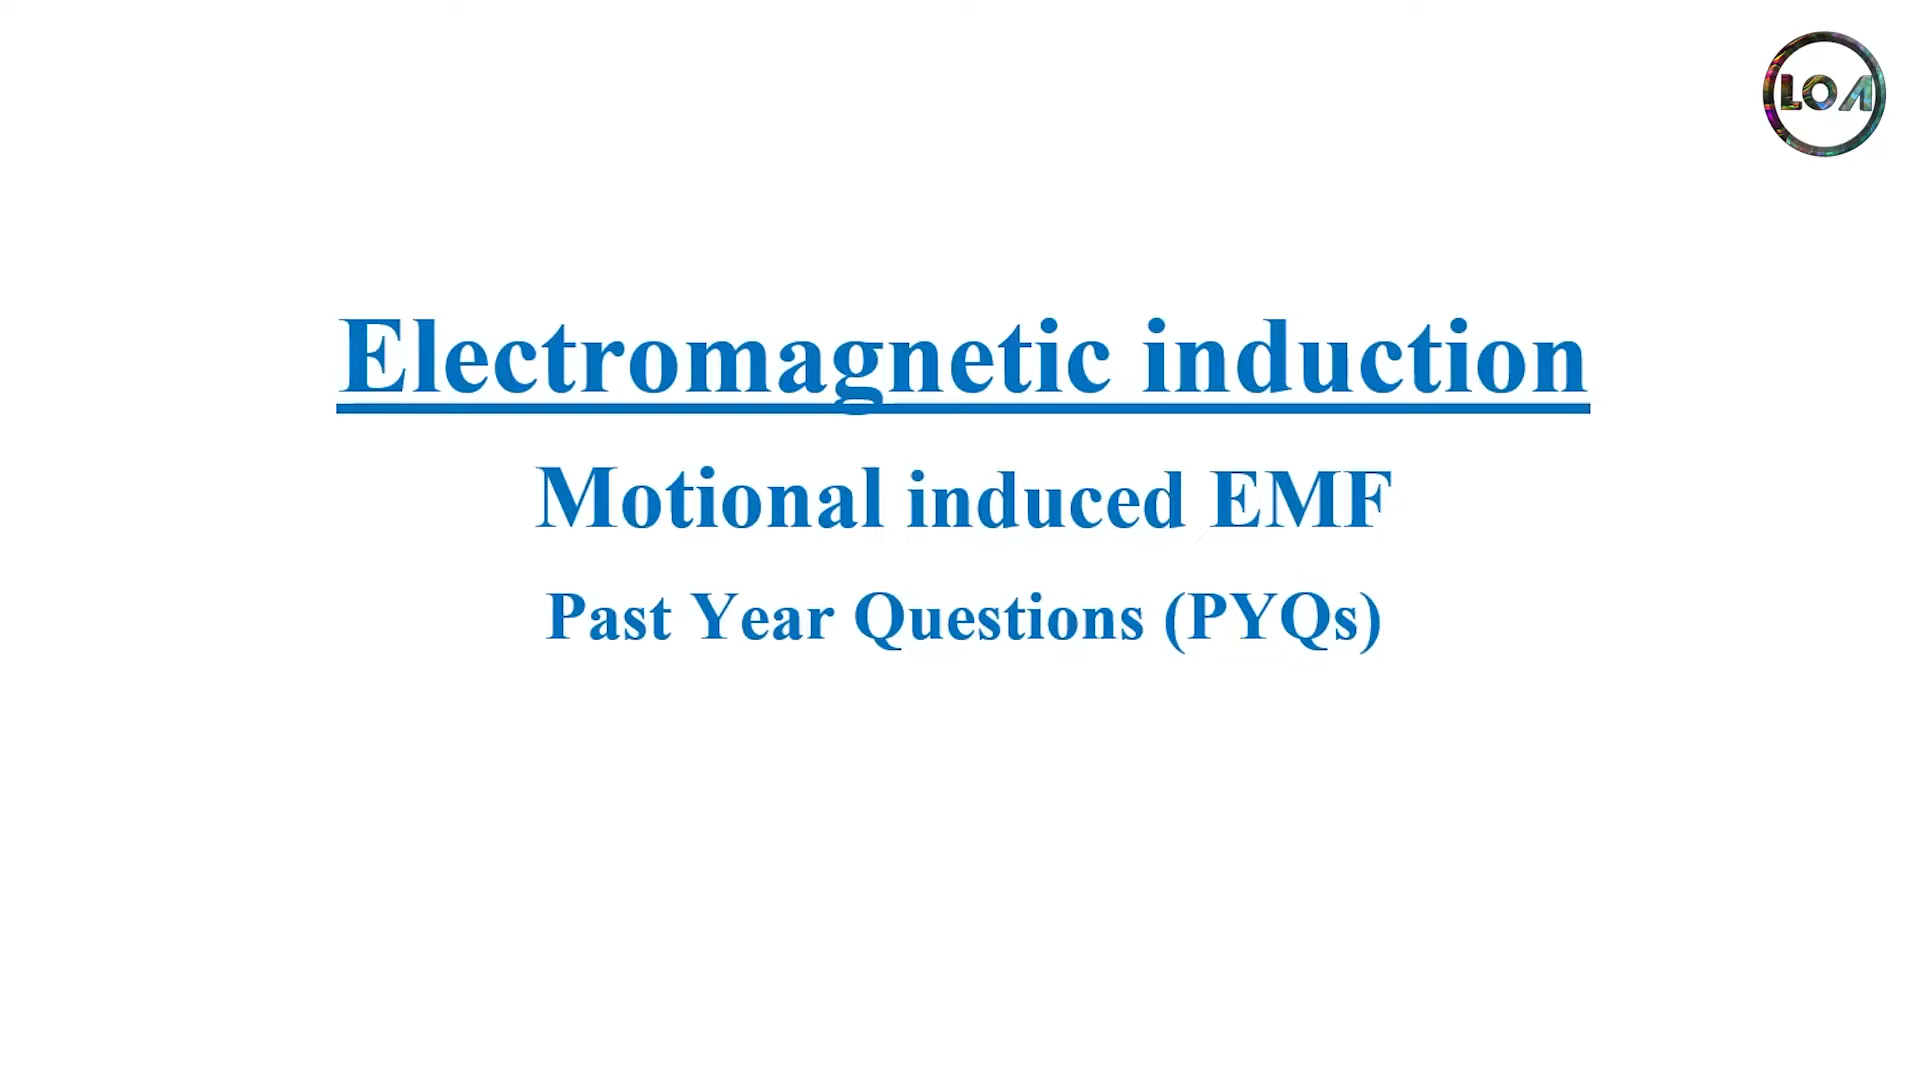 LOA
Electromagnetic induction
Motional induced EMF
Past Year Questions (PYQs)